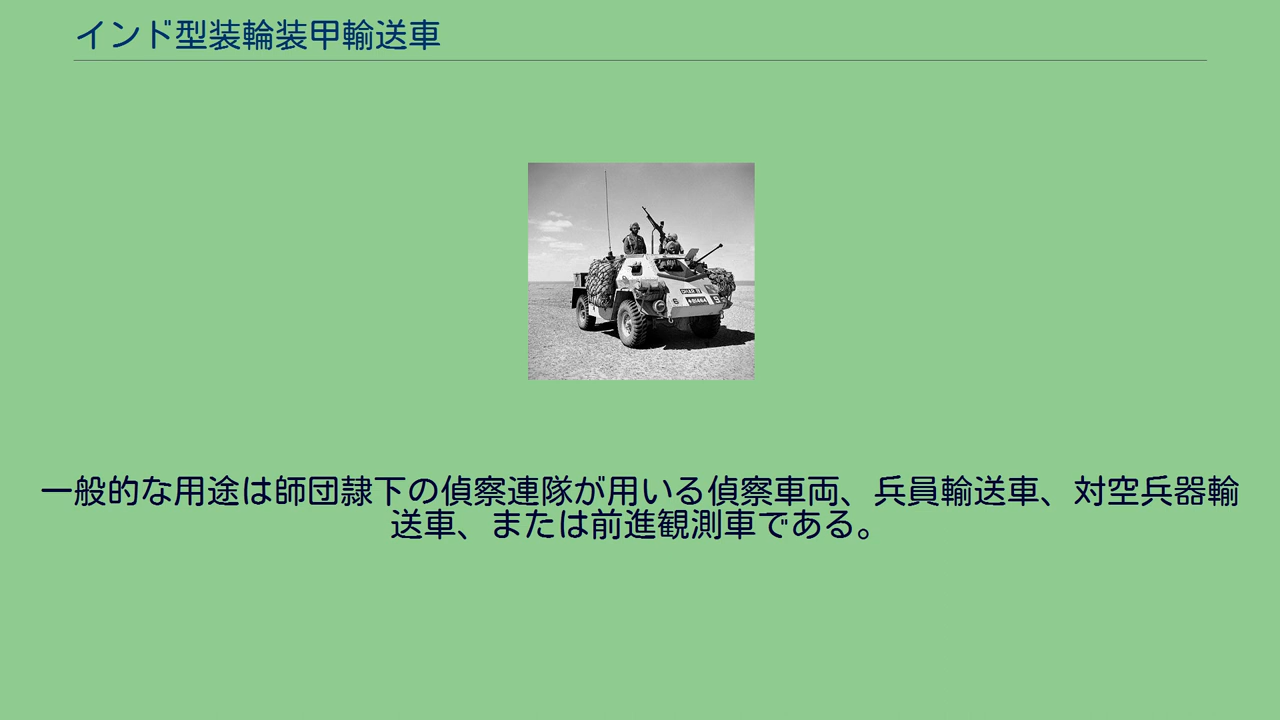 インド型装輪装甲輸送車
一般的な用途は師団隷下の偵察連隊が用いる偵察車両、兵員輸送車、対空兵器輸
送車、または前進観測車である。